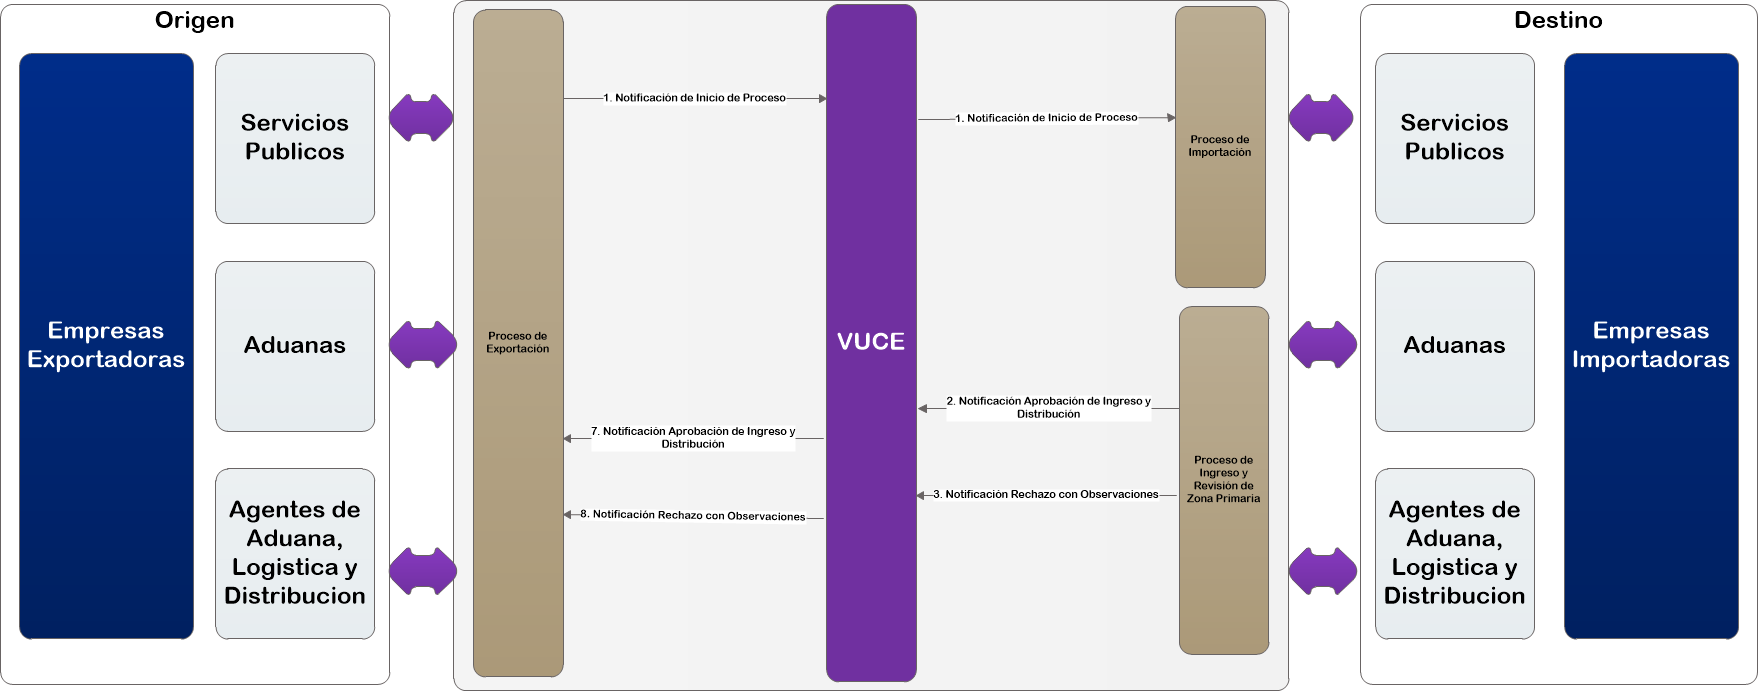 Origen
Empresas
Exportadoras
Servicios
Publicos
Aduanas
Agentes de
Aduana,
Logistica y
Distribucion
Proceso de
Exportación
1. Notificación de Inicio de Proceso
7. Notificación Aprobación de Ingreso y
Distribución
8. Notificación Rechazo con Observaciones
VUCE
1. Notificación de Inicio de Proceso
2. Notificación Aprobación de Ingreso y
Distribución
3. Notificación Rechazo con Observaciones
Proceso de
Importación
Proceso de
Ingreso y
Revisión de
Zona Primaria
Destino
Servicios
Publicos
Aduanas
Agentes de
Aduana,
Logistica y
Distribucion
Empresas
Importadoras